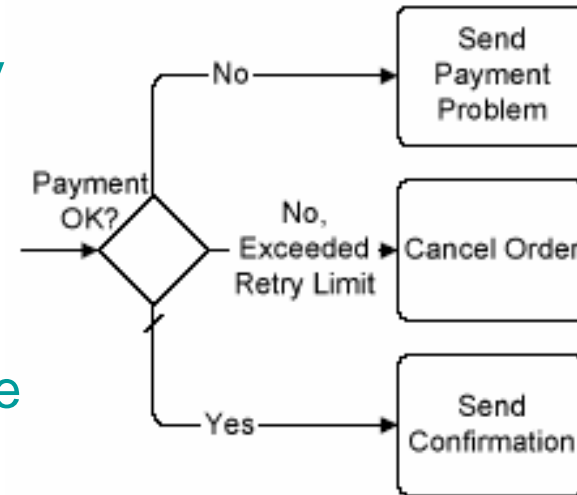 Send
Payment
Problem
No
Payment
OK?
No,
Exceeded
Retry Limit
Cancel Order
Yes
Send
Confirmation
e